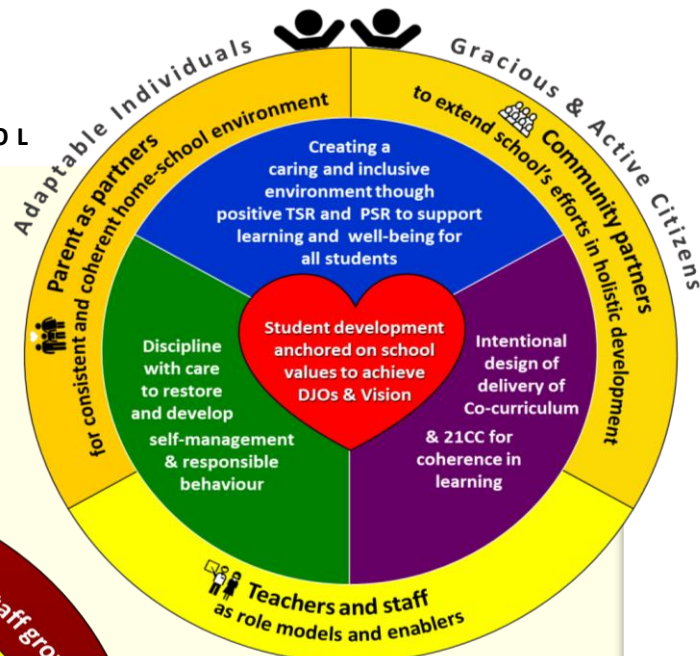 Adaptable Individuals
Gracious & Active Citizens
OL
Parent as partners
for consistent and coherent home-school environment
Community partners
to extend school's efforts in holistic development
Creating a
caring and inclusive
environment though
positive TSR and PSR to support
learning and well-being for
all students
Student development
anchored on school
values to achieve
DJOs & Vision
Discipline
with care
to restore
and develop
self-management
& responsible
behaviour
Intentional
design of
delivery of
Co-curriculum
& 21CC for
coherence in
learning
Teachers and staff
as role models and enablers